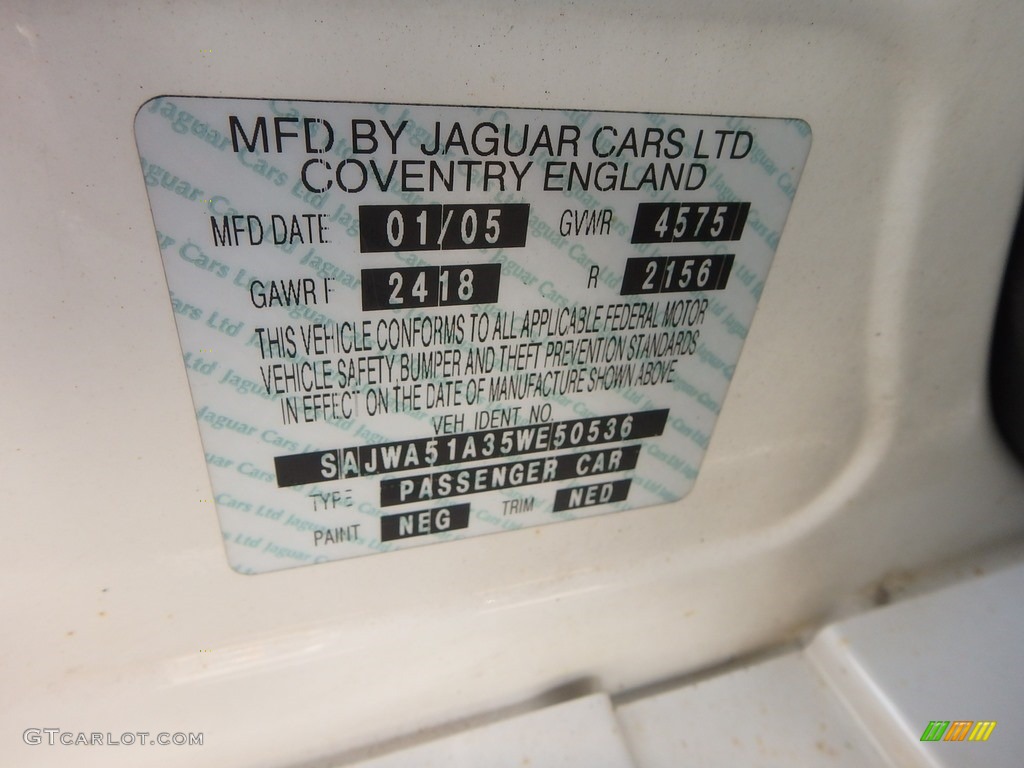 MFD BY JAGUAR CARS LTD
COVENTRY ENGLAND
MFD DATE 01/05 GVWR 4575
GAWR F 2418 R 2156
THIS VEHICLE CONFORMS TO ALL APPLICABLE FEDERAL MOTOR
VEHICLE SAFETY BUMPER AND THEFT PREVENTION STANDARDS
IN EFFECT ON THE DATE OF MANUFACTURE SHOWN ABOVE
VEH. IDENT. NO.
SAJWA51A35WE50536
TYPE PASSENGER CAR
PAINT NEG TRIM NED
GTCARLOT.COM